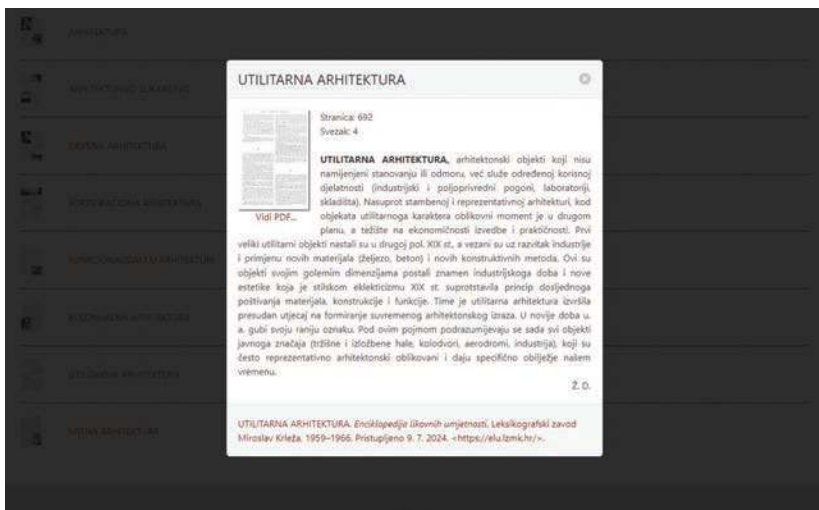 ARHITEKTURA
UTILITARNA ARHITEKTURA
Stranica: 692
Svezak: 4
UTILITARNA ARHITEKTURA, arhitektonski objekti koji nisu
namijenjeni stanovanju ili odmoru, već služe određenoj korisnoj
djelatnosti (industrijski i poljoprivredni pogoni, laboratoriji,
skladišta). Nasuprot stambenoj i reprezentativnoj arhitekturi, kod
objekata utilitarnoga karaktera oblikovni moment je u drugom
planu, a težište na ekonomičnosti izvedbe i praktičnosti. Prvi
Vidi PDF...
veliki utilitarni objekti nastali su u drugoj pol. XIX st., a vezani su uz razvitak industrije
i primjenu novih materijala (željezo, beton) i novih konstruktivnih metoda. Ovi su
objekti svojim golemim dimenzijama postali znamen industrijskoga doba i nove
estetike koja je stilskom eklekticizmu XIX st. suprotstavila princip dosljednoga
poštivanja materijala, konstrukcije i funkcije. Time je utilitarna arhitektura izvršila
presudan utjecaj na formiranje suvremenog arhitektonskog izraza. U novije doba u.
a. gubi svoju raniju oznaku. Pod ovim pojmom podrazumijevaju se sada svi objekti
javnoga značaja (tržišne i izložbene hale, kolodvori, aerodromi, industrija), koji su
često reprezentativno arhitektonski oblikovani i daju specifično obilježje našem
vremenu.
Ž. D.
UTILITARNA ARHITEKTURA. Enciklopedija likovnih umjetnosti. Leksikografski zavod
Miroslav Krleža, 1959–1966. Pristupljeno 9. 7. 2024. <https://elu.lzmk.hr/>.
UTILITARNA ARHITEKTURA